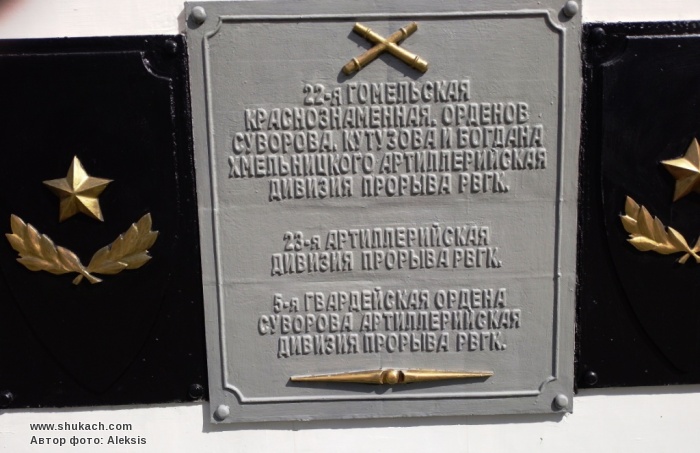 22-я ГОМЕЛЬСКАЯ
КРАСНОЗНАМЕННАЯ, ОРДЕНОВ
СУВОРОВА, КУТУЗОВА И БОГДАНА
ХМЕЛЬНИЦКОГО АРТИЛЛЕРИЙСКАЯ
ДИВИЗИЯ ПРОРЫВА РВГК.
23-я АРТИЛЛЕРИЙСКАЯ
ДИВИЗИЯ ПРОРЫВА РВГК.
5-я ГВАРДЕЙСКАЯ ОРДЕНА
СУВОРОВА АРТИЛЛЕРИЙСКАЯ
ДИВИЗИЯ ПРОРЫВА РВГК.
www.shukach.com
Автор фото: Aleksis